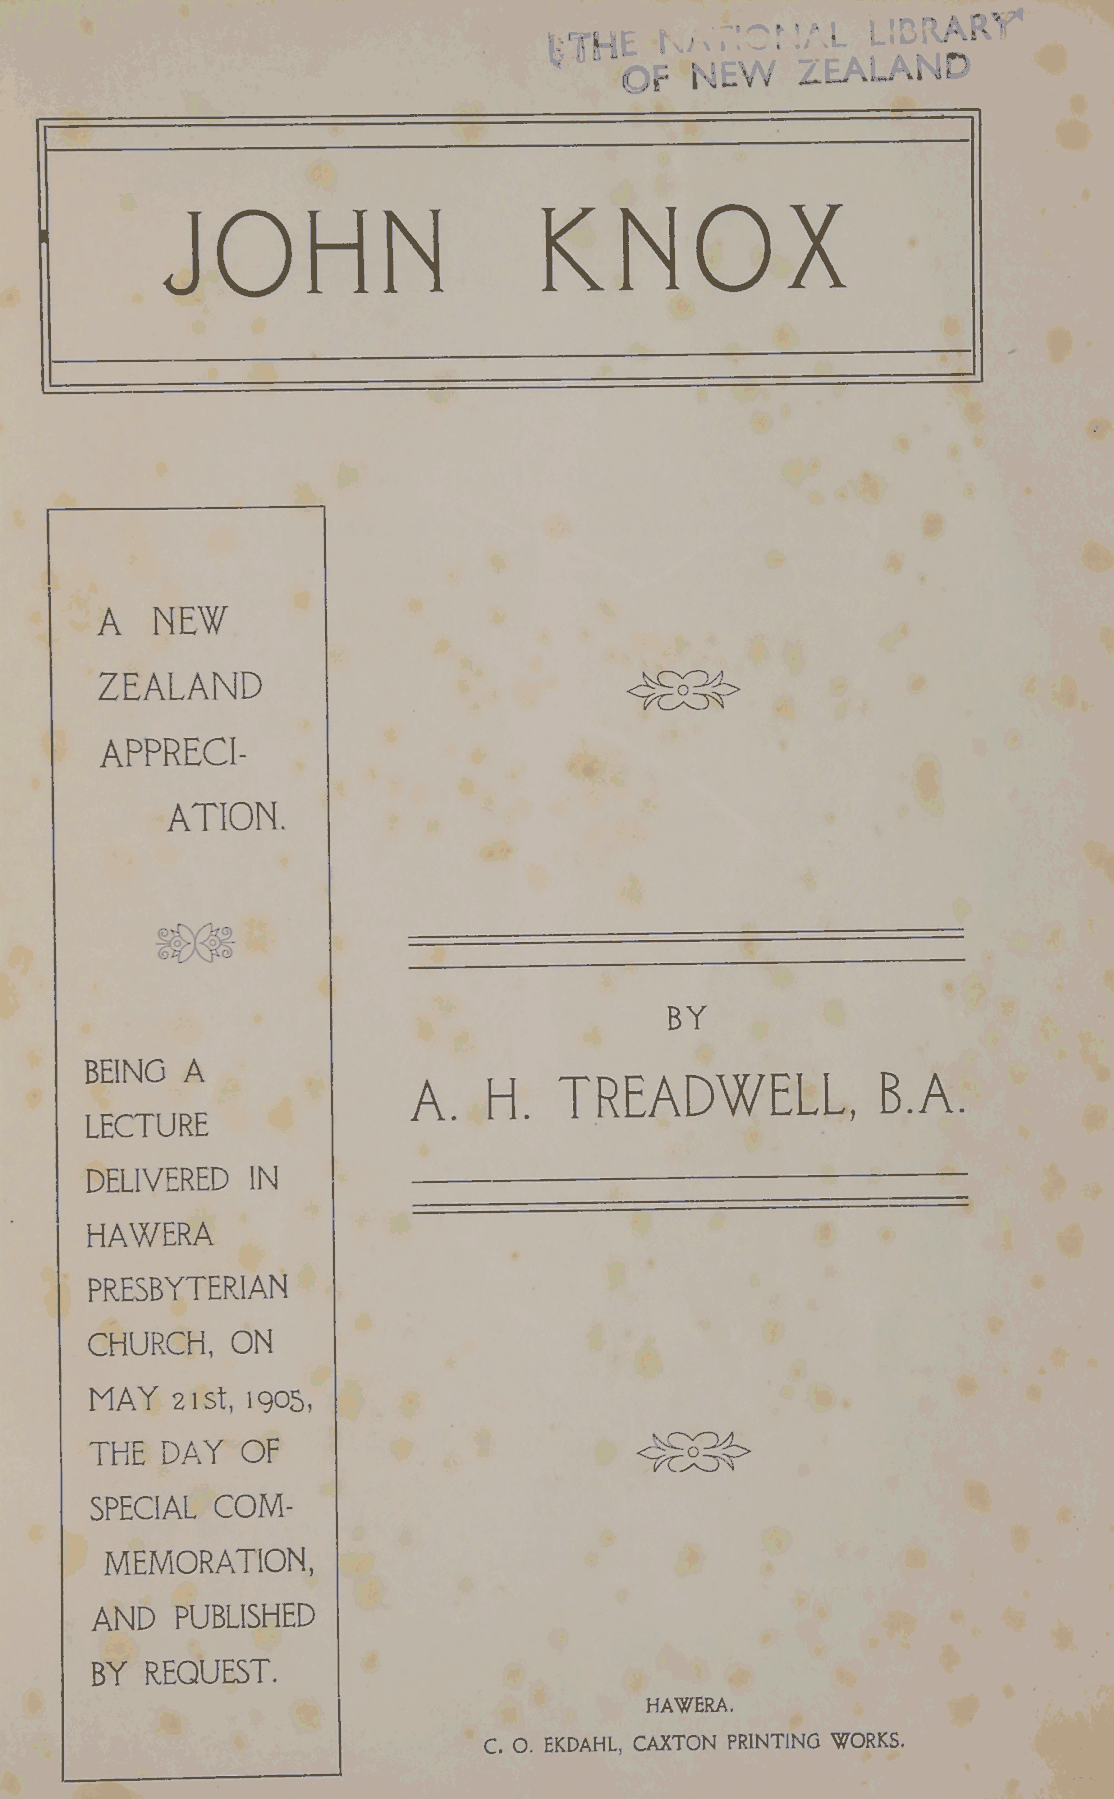 THE NATIONAL LIBRARY
OF NEW ZEALAND
JOHN KNOX
A NEW
ZEALAND
APPRECI-
ATION.
BEING A
LECTURE
DELIVERED IN
HAWERA
PRESBYTERIAN
CHURCH, ON
MAY 21st, 1905,
THE DAY OF
SPECIAL COM-
MEMORATION,
AND PUBLISHED
BY REQUEST.
BY
A. H. TREADWELL, B.A.
HAWERA.
C. O. EKDAHL, CAXTON PRINTING WORKS.